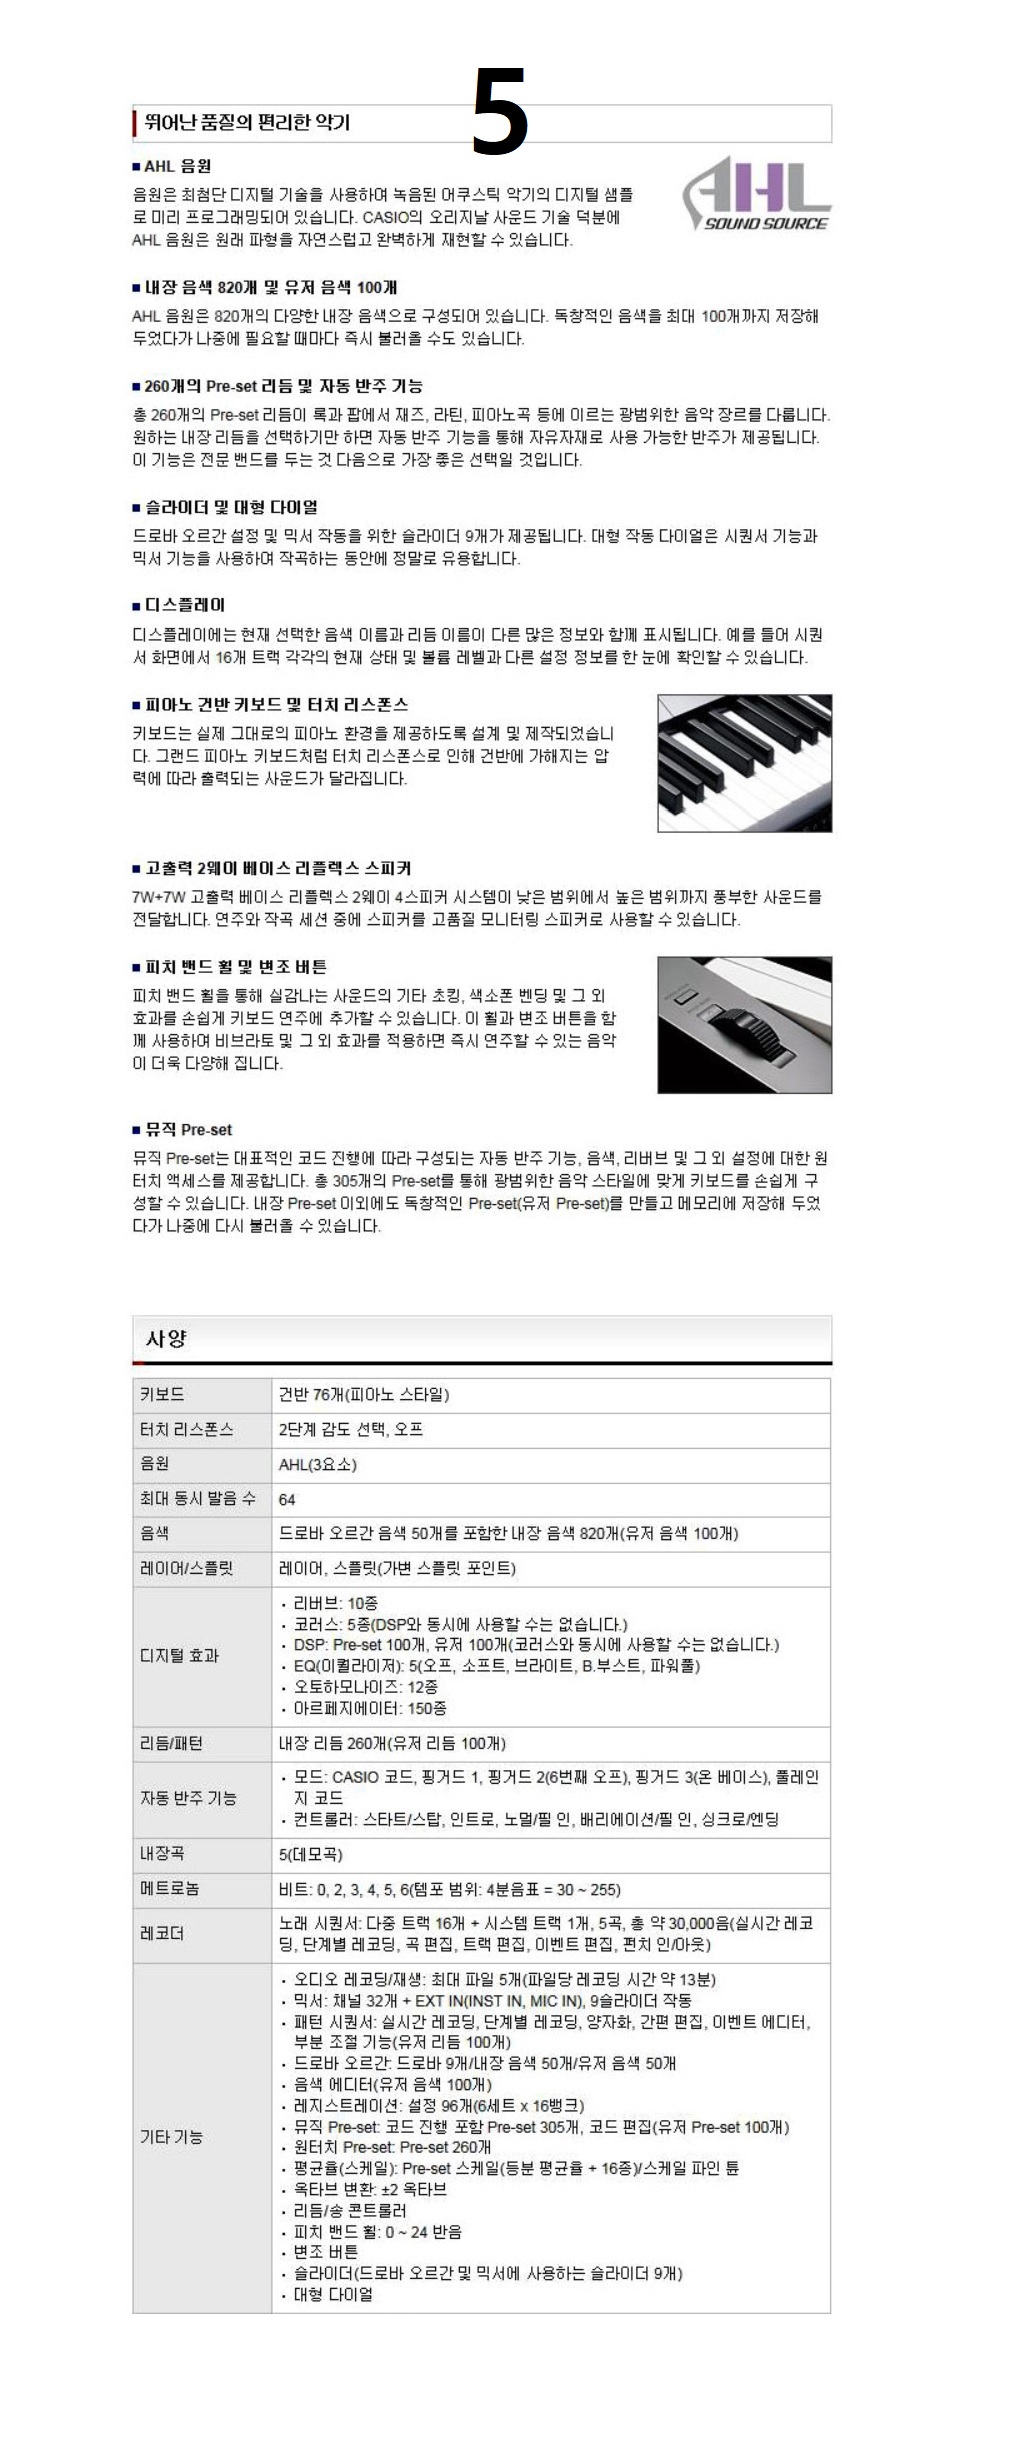 5
뛰어난 품질의 편리한 악기
■ AHL 음원
음원은 최첨단 디지털 기술을 사용하여 녹음된 어쿠스틱 악기의 디지털 샘플
로 미리 프로그래밍되어 있습니다. CASIO의 오리지날 사운드 기술 덕분에
AHL 음원은 원래 파형을 자연스럽고 완벽하게 재현할 수 있습니다.
AHL
SOUND SOURCE
■ 내장 음색 820개 및 유저 음색 100개
AHL 음원은 820개의 다양한 내장 음색으로 구성되어 있습니다. 독창적인 음색을 최대 100개까지 저장해
두었다가 나중에 필요할 때마다 즉시 불러올 수도 있습니다.
■ 260개의 Pre-set 리듬 및 자동 반주 기능
총 260개의 Pre-set 리듬이 록과 팝에서 재즈, 라틴, 피아노곡 등에 이르는 광범위한 음악 장르를 다룹니다.
원하는 내장 리듬을 선택하기만 하면 자동 반주 기능을 통해 자유자재로 사용 가능한 반주가 제공됩니다.
이 기능은 전문 밴드를 두는 것 다음으로 가장 좋은 선택일 것입니다.
■ 슬라이더 및 대형 다이얼
드로바 오르간 설정 및 믹서 작동을 위한 슬라이더 9개가 제공됩니다. 대형 작동 다이얼은 시퀀서 기능과
믹서 기능을 사용하여 작곡하는 동안에 정말로 유용합니다.
■ 디스플레이
디스플레이에는 현재 선택한 음색 이름과 리듬 이름이 다른 많은 정보와 함께 표시됩니다. 예를 들어 시퀀
서 화면에서 16개 트랙 각각의 현재 상태 및 볼륨 레벨과 다른 설정 정보를 한 눈에 확인할 수 있습니다.
■ 피아노 건반 키보드 및 터치 리스폰스
키보드는 실제 그대로의 피아노 환경을 제공하도록 설계 및 제작되었습니
다. 그랜드 피아노 키보드처럼 터치 리스폰스로 인해 건반에 가해지는 압
력에 따라 출력되는 사운드가 달라집니다.
■ 고출력 2웨이 베이스 리플렉스 스피커
7W+7W 고출력 베이스 리플렉스 2웨이 4스피커 시스템이 낮은 범위에서 높은 범위까지 풍부한 사운드를
전달합니다. 연주와 작곡 세션 중에 스피커를 고품질 모니터링 스피커로 사용할 수 있습니다.
■ 피치 밴드 휠 및 변조 버튼
피치 밴드 휠을 통해 실감나는 사운드의 기타 초킹, 색소폰 벤딩 및 그 외
효과를 손쉽게 키보드 연주에 추가할 수 있습니다. 이 휠과 변조 버튼을 함
께 사용하여 비브라토 및 그 외 효과를 적용하면 즉시 연주할 수 있는 음악
이 더욱 다양해 집니다.
■ 뮤직 Pre-set
뮤직 Pre-set는 대표적인 코드 진행에 따라 구성되는 자동 반주 기능, 음색, 리버브 및 그 외 설정에 대한 원
터치 액세스를 제공합니다. 총 305개의 Pre-set를 통해 광범위한 음악 스타일에 맞게 키보드를 손쉽게 구
성할 수 있습니다. 내장 Pre-set 이외에도 독창적인 Pre-set(유저 Pre-set)를 만들고 메모리에 저장해 두었
다가 나중에 다시 불러올 수 있습니다.
사양
키보드 건반 76개(피아노 스타일)
터치 리스폰스 2단계 감도 선택, 오프
음원 AHL(3요소)
최대 동시 발음 수 64
음색 드로바 오르간 음색 50개를 포함한 내장 음색 820개(유저 음색 100개)
레이어/스플릿 레이어, 스플릿(가변 스플릿 포인트)
디지털 효과
· 리버브: 10종
· 코러스: 5종(DSP와 동시에 사용할 수는 없습니다.)
· DSP: Pre-set 100개, 유저 100개(코러스와 동시에 사용할 수는 없습니다.)
· EQ(이퀄라이저): 5(오프, 소프트, 브라이트, B.부스트, 파워풀)
· 오토하모나이즈: 12종
· 아르페지에이터: 150종
리듬/패턴 내장 리듬 260개(유저 리듬 100개)
자동 반주 기능
· 모드: CASIO 코드, 핑거드 1, 핑거드 2(6번째 오프), 핑거드 3(온 베이스), 풀레인
지 코드
· 컨트롤러: 스타트/스탑, 인트로, 노멀/필 인, 배리에이션/필 인, 싱크로/엔딩
내장곡 5(데모곡)
메트로놈 비트: 0, 2, 3, 4, 5, 6(템포 범위: 4분음표 = 30 ~ 255)
레코더
노래 시퀀서: 다중 트랙 16개 + 시스템 트랙 1개, 5곡, 총 약 30,000음(실시간 레코
딩, 단계별 레코딩, 곡 편집, 트랙 편집, 이벤트 편집, 펀치 인/아웃)
기타 기능
· 오디오 레코딩/재생: 최대 파일 5개(파일당 레코딩 시간 약 13분)
· 믹서: 채널 32개 + EXT IN(INST IN, MIC IN), 9슬라이더 작동
· 패턴 시퀀서: 실시간 레코딩, 단계별 레코딩, 양자화, 간편 편집, 이벤트 에디터,
부분 조절 기능(유저 리듬 100개)
· 드로바 오르간: 드로바 9개/내장 음색 50개/유저 음색 50개
· 음색 에디터(유저 음색 100개)
· 레지스트레이션: 설정 96개(6세트 x 16뱅크)
· 뮤직 Pre-set: 코드 진행 포함 Pre-set 305개, 코드 편집(유저 Pre-set 100개)
· 원터치 Pre-set: Pre-set 260개
· 평균율(스케일): Pre-set 스케일(등분 평균율 + 16종)/스케일 파인 튠
· 옥타브 변환: ±2 옥타브
· 리듬/송 콘트롤러
· 피치 밴드 휠: 0 ~ 24 반음
· 변조 버튼
· 슬라이더(드로바 오르간 및 믹서에 사용하는 슬라이더 9개)
· 대형 다이얼